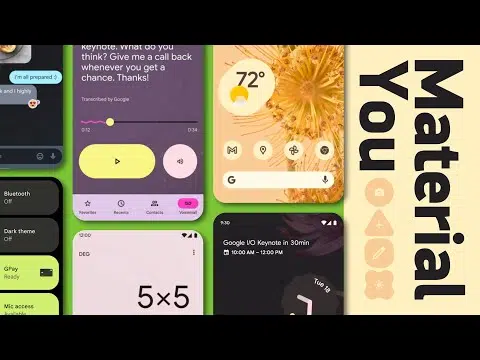 I'm all prepared :)
k and I highly
Bluetooth
Off
Dark theme
Off
GPay
Ready
Mic access
Available
keynote. What do you
think? Give me a call back
whenever you get a
chance. Thanks!
Transcribed by Google
0:12
0:36
Favorites
Recents
Contacts
Voicemail
12:00
DEG
5×5
72°
G
9:30
Google I/O Keynote in 30min
10:00 AM – 12:00 PM
Tue 18
Material
You